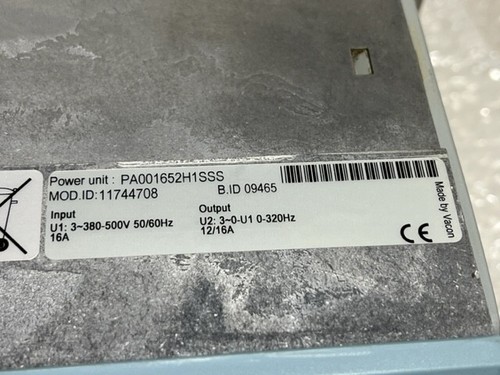 Power unit : PA001652H1SSS
MOD.ID:11744708 B.ID 09465
Input
U1: 3~380-500V 50/60Hz
16A
Output
U2: 3~0-U1 0-320Hz
12/16A
CE
Made by Vacon